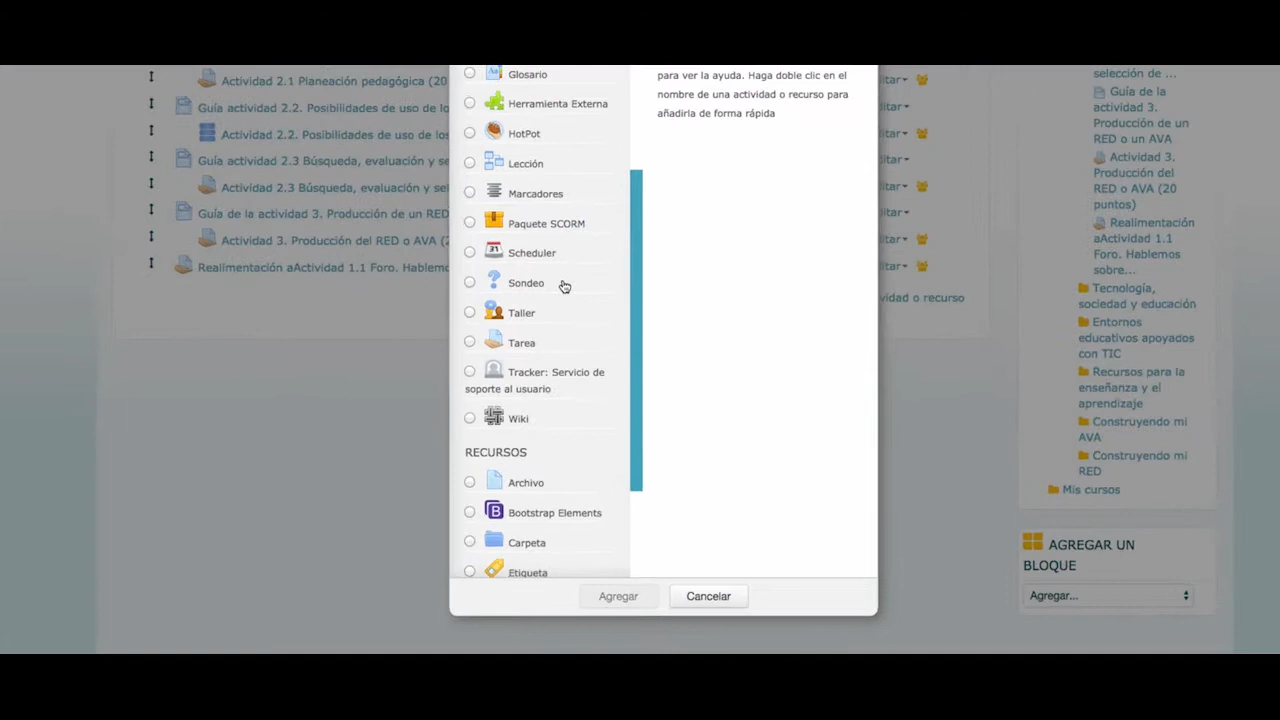 Actividad 2.1 Planeación pedagógica (20
Guía actividad 2.2. Posibilidades de uso de lo
Actividad 2.2. Posibilidades de uso de los
Guía actividad 2.3 Búsqueda, evaluación y se
Actividad 2.3 Búsqueda, evaluación y sel
Guía de la actividad 3. Producción de un RED
Actividad 3. Producción del RED o AVA (2
Realimentación aActividad 1.1 Foro. Hablemos
Glosario
Herramienta Externa
HotPot
Lección
Marcadores
Paquete SCORM
31
Scheduler
Sondeo
Taller
Tarea
Tracker: Servicio de
soporte al usuario
Wiki
RECURSOS
Archivo
B
Bootstrap Elements
Carpeta
Etiqueta
Agregar
Cancelar
para ver la ayuda. Haga doble clic en el
nombre de una actividad o recurso para
añadirla de forma rápida
itar
itar
itar
itar
itar
itar
itar
itar
vidad o recurso
selección de ...
Guía de la
actividad 3.
Producción de un
RED o un AVA
Actividad 3.
Producción del
RED o AVA (20
puntos)
Realimentación
aActividad 1.1
Foro. Hablemos
sobre...
Tecnología,
sociedad y educación
Entornos
educativos apoyados
con TIC
Recursos para la
enseñanza y el
aprendizaje
Construyendo mi
AVA
Construyendo mi
RED
Mis cursos
AGREGAR UN
BLOQUE
Agregar...